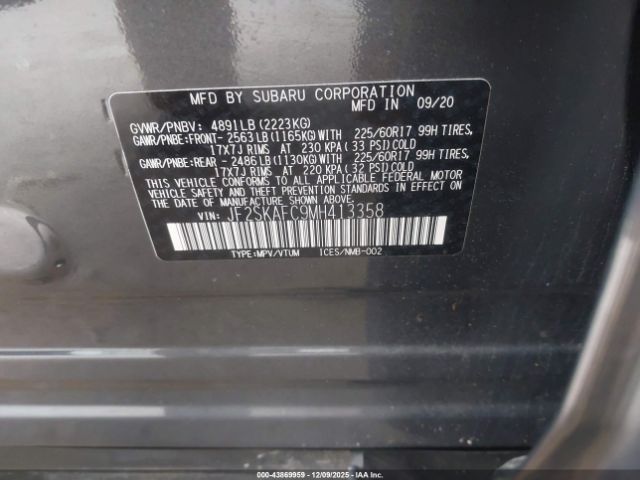 MFD BY SUBARU CORPORATION
MFD IN 09/20
GVWR/PNBV: 4891LB(2223KG)
GAWR/PNBE:FRONT- 2563LB(1165KG)WITH 225/60R17 99H TIRES,
17X7J RIMS AT 230 KPA(33 PSI)COLD
GAWR/PNBE:REAR - 2486LB(1130KG)WITH 225/60R17 99H TIRES,
17X7J RIMS AT 220 KPA(32 PSI)COLD
THIS VEHICLE CONFORMS TO ALL APPLICABLE FEDERAL MOTOR
VEHICLE SAFETY AND THEFT PREVENTION STANDARDS
IN EFFECT ON THE DATE OF MANUFACTURE SHOWN ABOVE.
VIN: JF2SKAFC9MH413358
TYPE:MPV/VTUM ICES/NMB-002
© IAA 2S-43869959 | 12/09/2025 | IAAI.COM